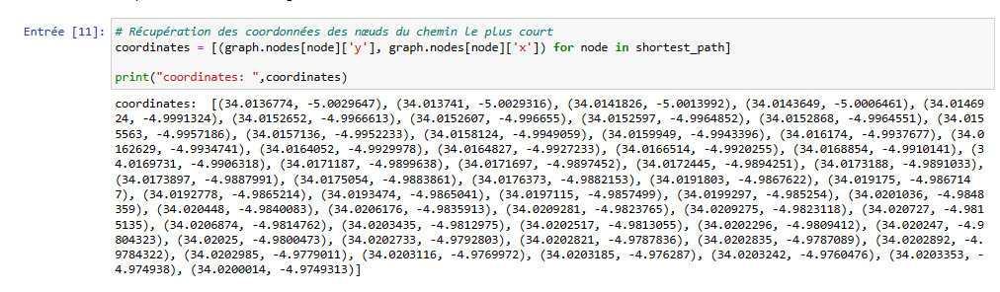 Entrée [11]: # Récupération des coordonnées des nœuds du chemin le plus court
coordinates = [(graph.nodes[node]['y'], graph.nodes[node]['x']) for node in shortest_path]
print("coordinates: ",coordinates)
coordinates:  [(34.0136774, -5.0029647), (34.013741, -5.0029316), (34.0141826, -5.0013992), (34.0143649, -5.0006461), (34.01469
24, -4.9991324), (34.0152652, -4.9966613), (34.0152607, -4.996655), (34.0152597, -4.9964852), (34.0152868, -4.9964551), (34.015
5563, -4.9957186), (34.0157136, -4.9952233), (34.0158124, -4.9949059), (34.0159949, -4.9943396), (34.016174, -4.9937677), (34.0
162629, -4.9934741), (34.0164052, -4.9929978), (34.0164827, -4.9927233), (34.0166514, -4.9920255), (34.0168854, -4.9910141), (3
4.0169731, -4.9906318), (34.0171187, -4.9899638), (34.0171697, -4.9897452), (34.0172445, -4.9894251), (34.0173188, -4.9891033),
(34.0173897, -4.9887991), (34.0175054, -4.9883861), (34.0176373, -4.9882153), (34.0191803, -4.9867622), (34.019175, -4.986714
7), (34.0192778, -4.9865214), (34.0193474, -4.9865041), (34.0197115, -4.9857499), (34.0199297, -4.985254), (34.0201036, -4.9848
359), (34.020448, -4.9840083), (34.0206176, -4.9835913), (34.0209281, -4.9823765), (34.0209275, -4.9823118), (34.020727, -4.981
5135), (34.0206874, -4.9814762), (34.0203435, -4.9812975), (34.0202517, -4.9813055), (34.0202296, -4.9809412), (34.020247, -4.9
804323), (34.02025, -4.9800473), (34.0202733, -4.9792803), (34.0202821, -4.9787836), (34.0202835, -4.9787089), (34.0202892, -4.
9784322), (34.0202985, -4.9779011), (34.0203116, -4.9769972), (34.0203185, -4.976287), (34.0203242, -4.9760476), (34.0203353, -
4.974938), (34.0200014, -4.9749313)]